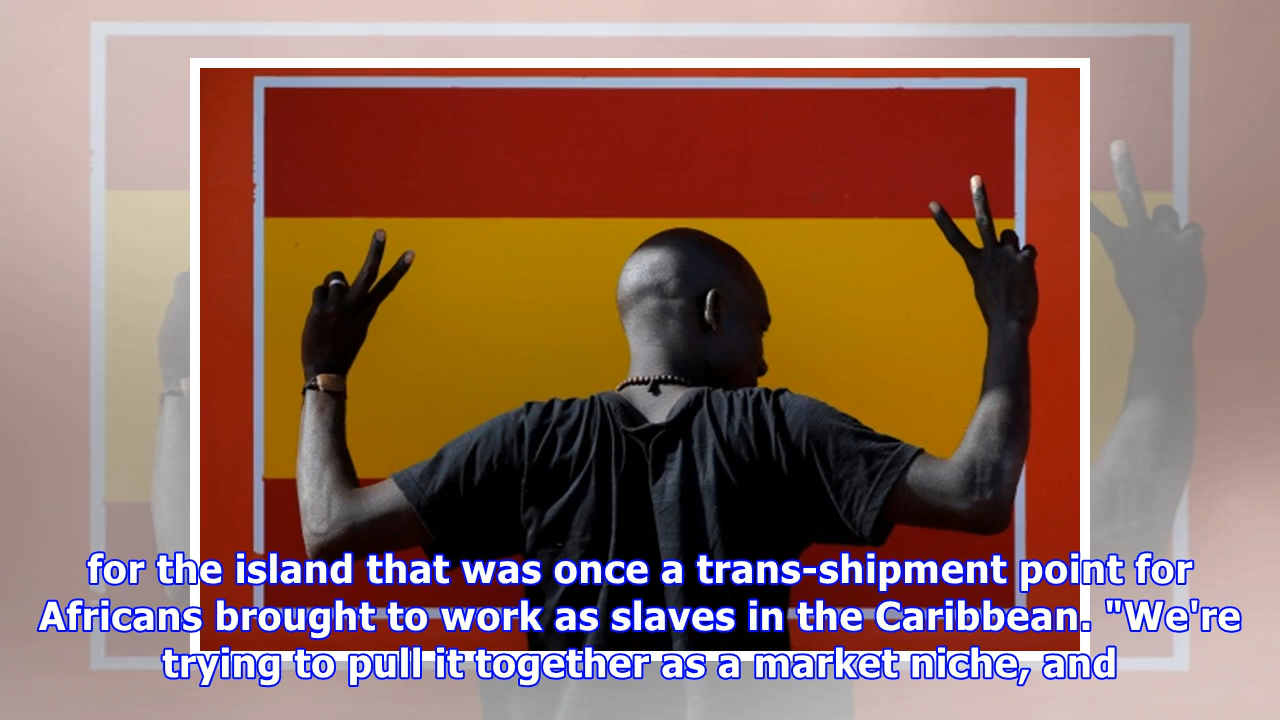 for the island that was once a trans-shipment point for
Africans brought to work as slaves in the Caribbean. "We're
trying to pull it together as a market niche, and